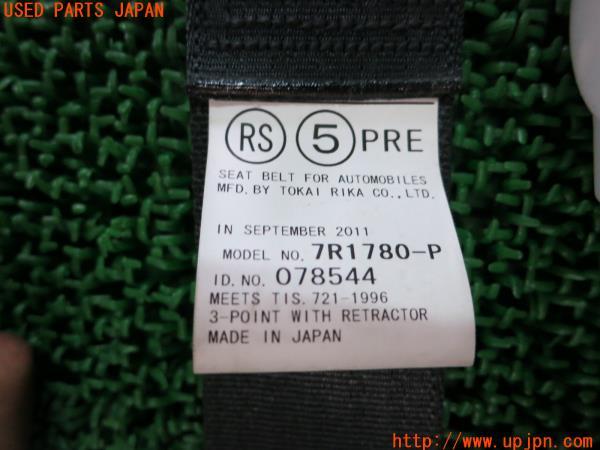 USED PARTS JAPAN
RS 5 PRE
SEAT BELT FOR AUTOMOBILES
MFD. BY TOKAI RIKA CO., LTD.
IN SEPTEMBER 2011
MODEL NO. 7R1780-P
ID. NO. 078544
MEETS TIS. 721-1996
3-POINT WITH RETRACTOR
MADE IN JAPAN
http://www.upjpn.com/